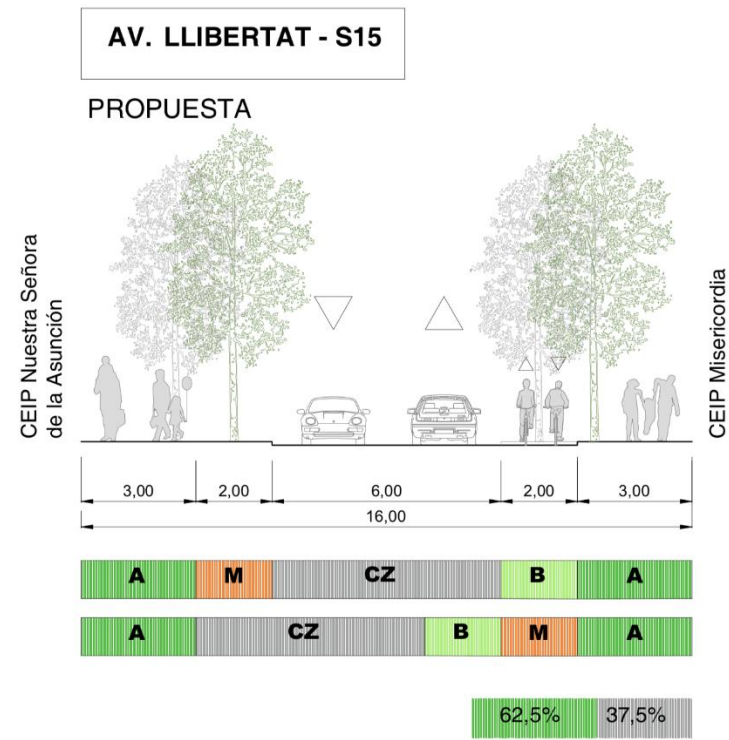 AV. LLIBERTAT - S15
PROPUESTA
CEIP Nuestra Señora
de la Asunción
CEIP Misericordia
3,00 2,00 6,00 2,00 3,00
16,00
A M CZ B A
A CZ B M A
62,5% 37,5%